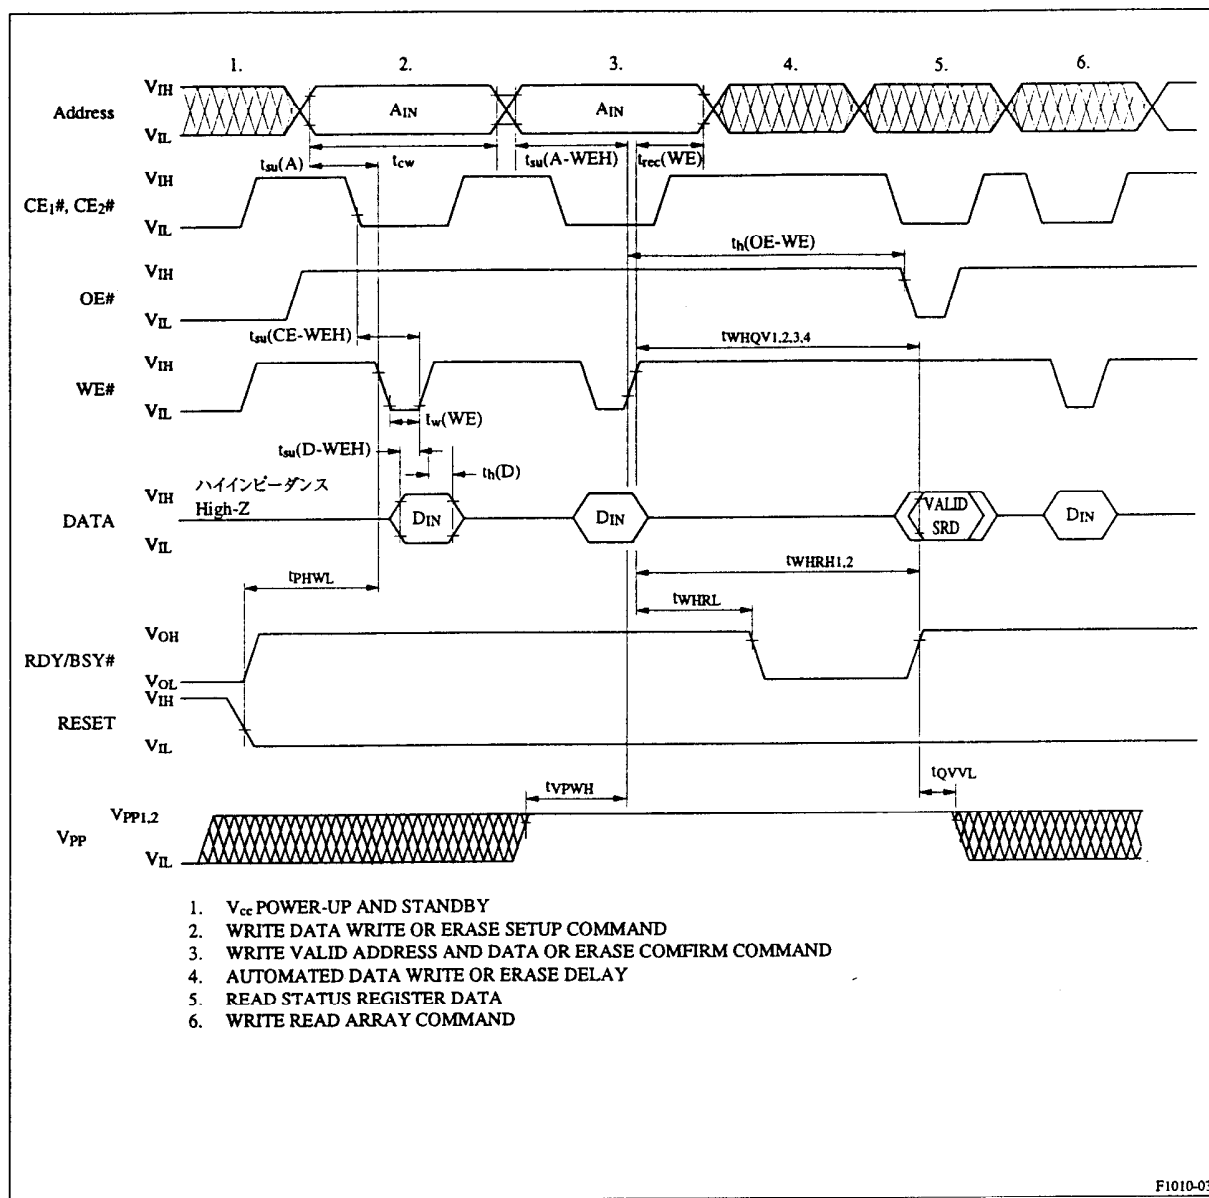 1. 2. 3. 4. 5. 6.
VIH
Address AIN AIN
VIL
tsu(A) tcw tsu(A-WEH) trec(WE)
VIH
CE1#, CE2#
VIL
th(OE-WE)
VIH
OE#
VIL
tsu(CE-WEH) tWHQV1,2,3,4
VIH
WE#
VIL
tw(WE)
tsu(D-WEH)
th(D)
ハイインピーダンス
VIH High-Z
DATA DIN DIN VALID SRD DIN
VIL
tPHWL tWHRH1,2
tWHRL
VOH
RDY/BSY#
VOL
VIH
RESET
VIL
tVPWH tQVVL
VPP1,2
VPP
VIL
1. Vcc POWER-UP AND STANDBY
2. WRITE DATA WRITE OR ERASE SETUP COMMAND
3. WRITE VALID ADDRESS AND DATA OR ERASE COMFIRM COMMAND
4. AUTOMATED DATA WRITE OR ERASE DELAY
5. READ STATUS REGISTER DATA
6. WRITE READ ARRAY COMMAND
F1010-03